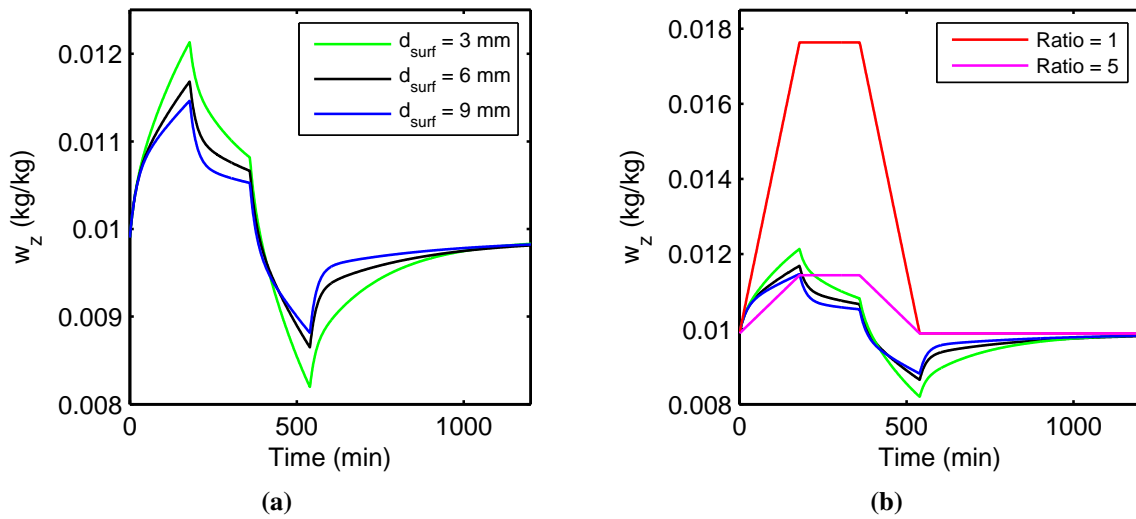 0.012
0.011
0.01
0.009
0.008
w_z (kg/kg)
d_surf = 3 mm
d_surf = 6 mm
d_surf = 9 mm
0 500 1000
Time (min)
(a)
0.018
0.016
0.014
0.012
0.01
0.008
w_z (kg/kg)
Ratio = 1
Ratio = 5
0 500 1000
Time (min)
(b)